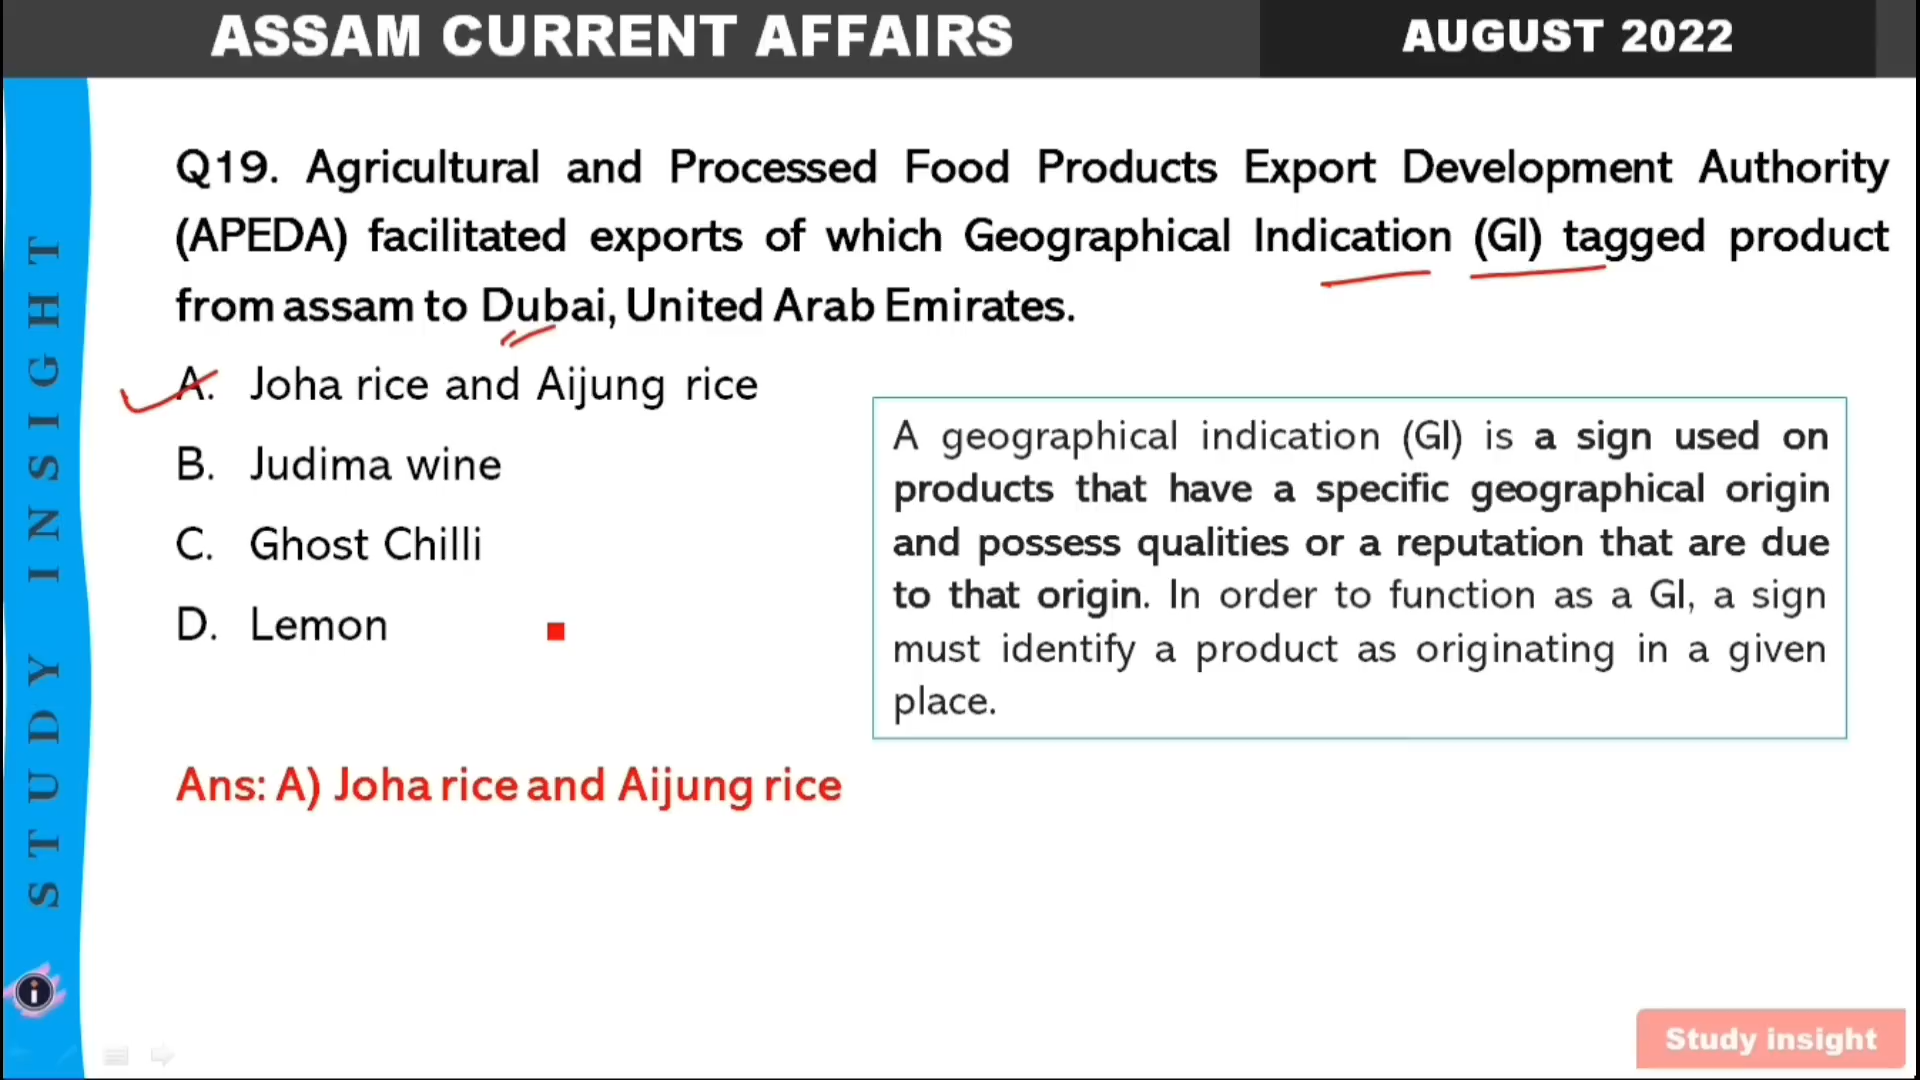 ASSAM CURRENT AFFAIRS
AUGUST 2022
Q19. Agricultural and Processed Food Products Export Development Authority
(APEDA) facilitated exports of which Geographical Indication (GI) tagged product
from assam to Dubai, United Arab Emirates.
A. Joha rice and Aijung rice
B. Judima wine
C. Ghost Chilli
D. Lemon
A geographical indication (GI) is a sign used on
products that have a specific geographical origin
and possess qualities or a reputation that are due
to that origin. In order to function as a GI, a sign
must identify a product as originating in a given
place.
Ans: A) Joha rice and Aijung rice
STUDY INSIGHT
i
Study insight